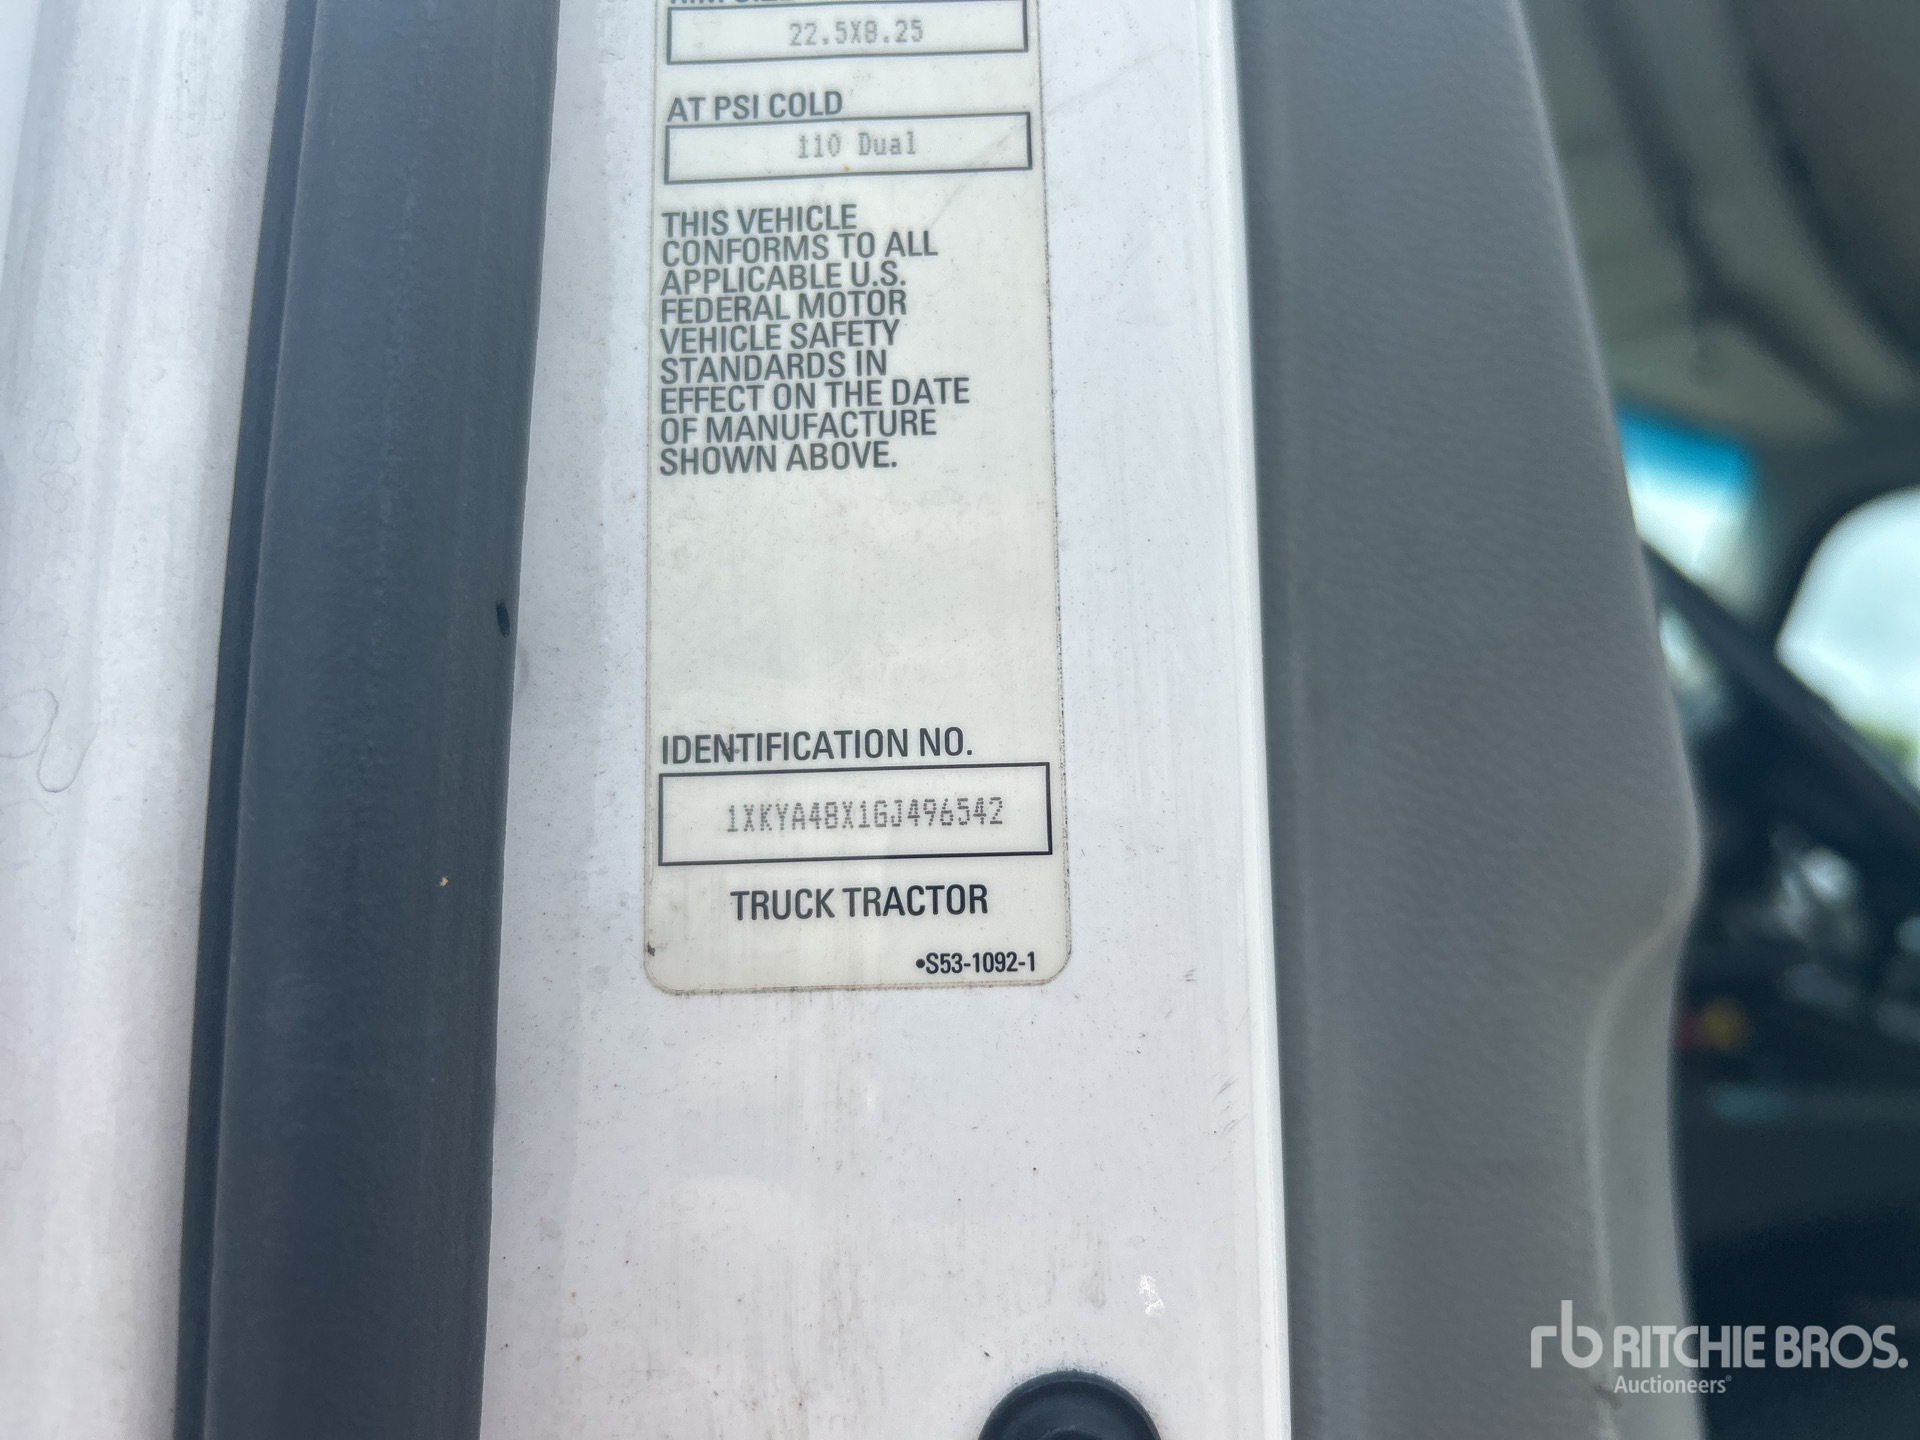 22.5X8.25
AT PSI COLD
110 Dual
THIS VEHICLE
CONFORMS TO ALL
APPLICABLE U.S.
FEDERAL MOTOR
VEHICLE SAFETY
STANDARDS IN
EFFECT ON THE DATE
OF MANUFACTURE
SHOWN ABOVE.
IDENTIFICATION NO.
1XKYA48X1GJ496542
TRUCK TRACTOR
•S53-1092-1
rb RITCHIE BROS.
Auctioneers®